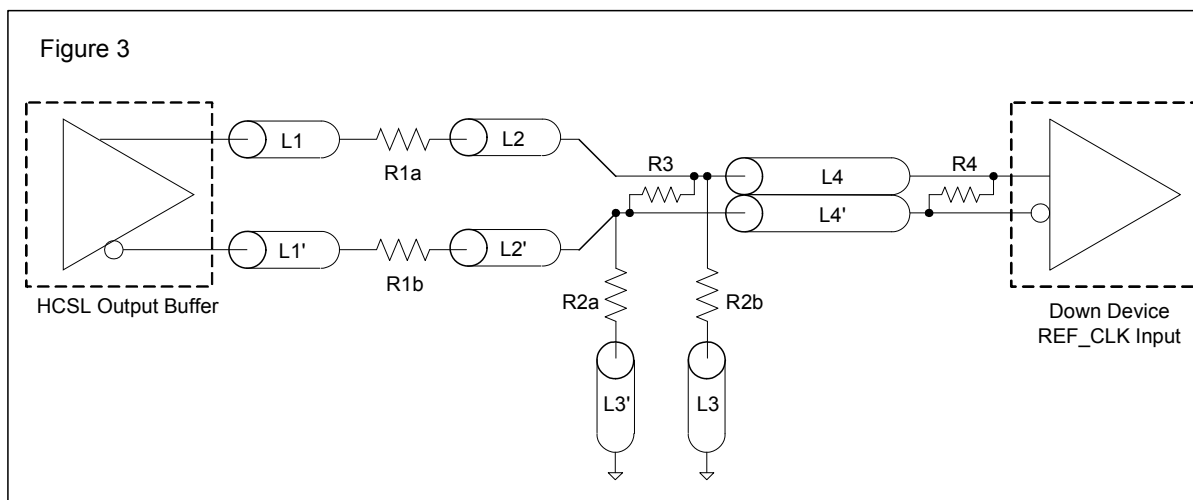 Figure 3
L1
R1a
L2
R3
L4
R4
L4'
L1'
R1b
L2'
R2a
R2b
HCSL Output Buffer
Down Device
REF_CLK Input
L3'
L3